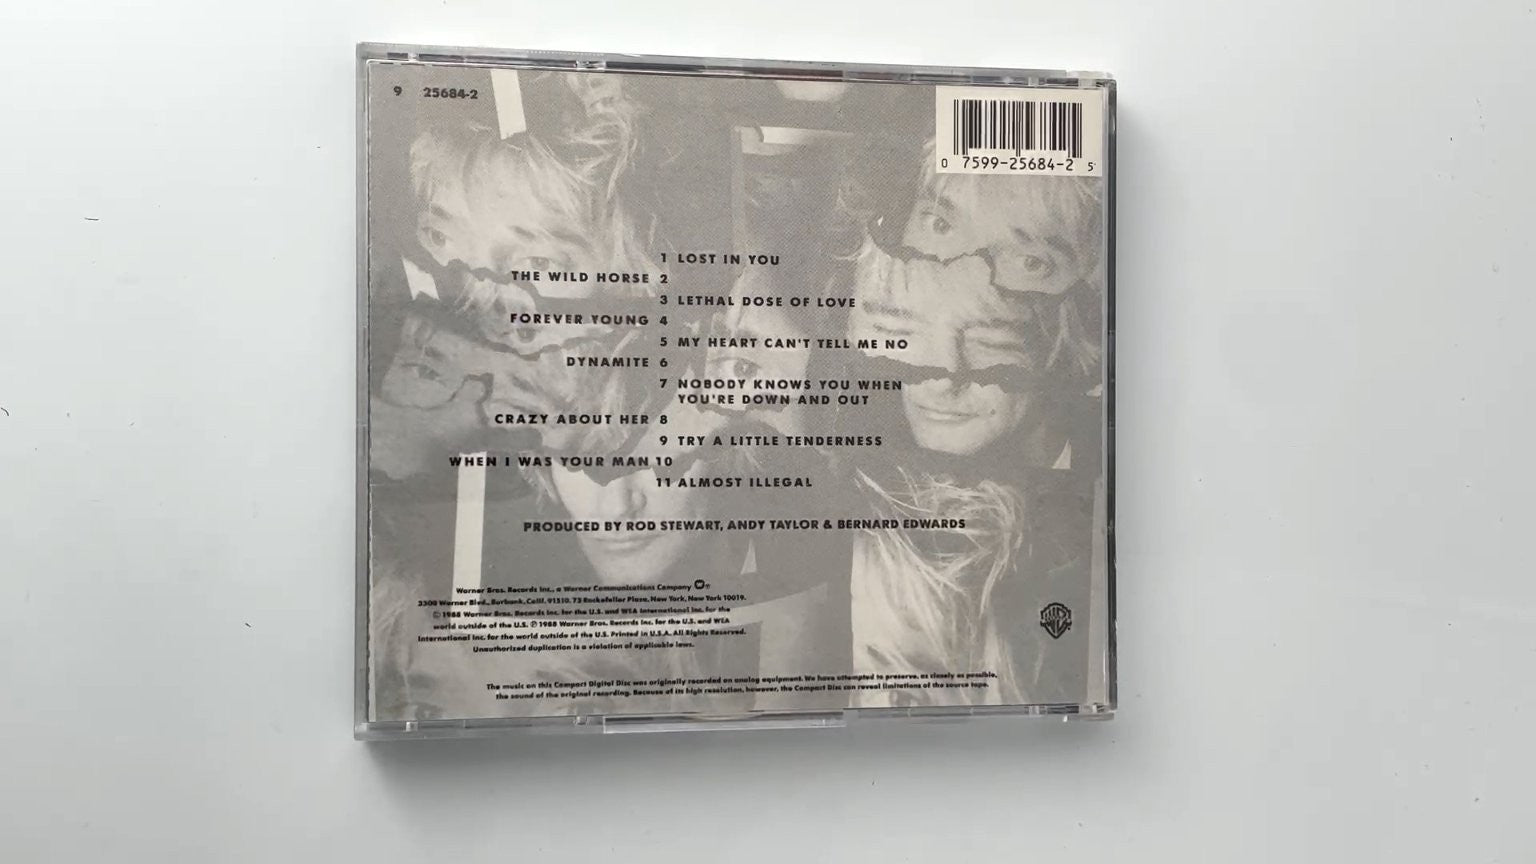 9 25684-2
0 7599-25684-2 5
1 LOST IN YOU
THE WILD HORSE 2
3 LETHAL DOSE OF LOVE
FOREVER YOUNG 4
5 MY HEART CAN'T TELL ME NO
DYNAMITE 6
7 NOBODY KNOWS YOU WHEN
YOU'RE DOWN AND OUT
CRAZY ABOUT HER 8
9 TRY A LITTLE TENDERNESS
WHEN I WAS YOUR MAN 10
11 ALMOST ILLEGAL
PRODUCED BY ROD STEWART, ANDY TAYLOR & BERNARD EDWARDS
Warner Bros. Records Inc., a Warner Communications Company
3300 Warner Blvd., Burbank, Calif. 91510. 75 Rockefeller Plaza, New York, New York 10019.
© 1988 Warner Bros. Records Inc. for the U.S. and WEA International Inc. for the
world outside of the U.S. ℗ 1988 Warner Bros. Records Inc. for the U.S. and WEA
International Inc. for the world outside of the U.S. Printed in U.S.A. All Rights Reserved.
Unauthorized duplication is a violation of applicable laws.
The music on this Compact Digital Disc was originally recorded on analog equipment. We have attempted to preserve, as closely as possible,
the sound of the original recording. Because of its high resolution, however, the Compact Disc can reveal limitations of the source tape.